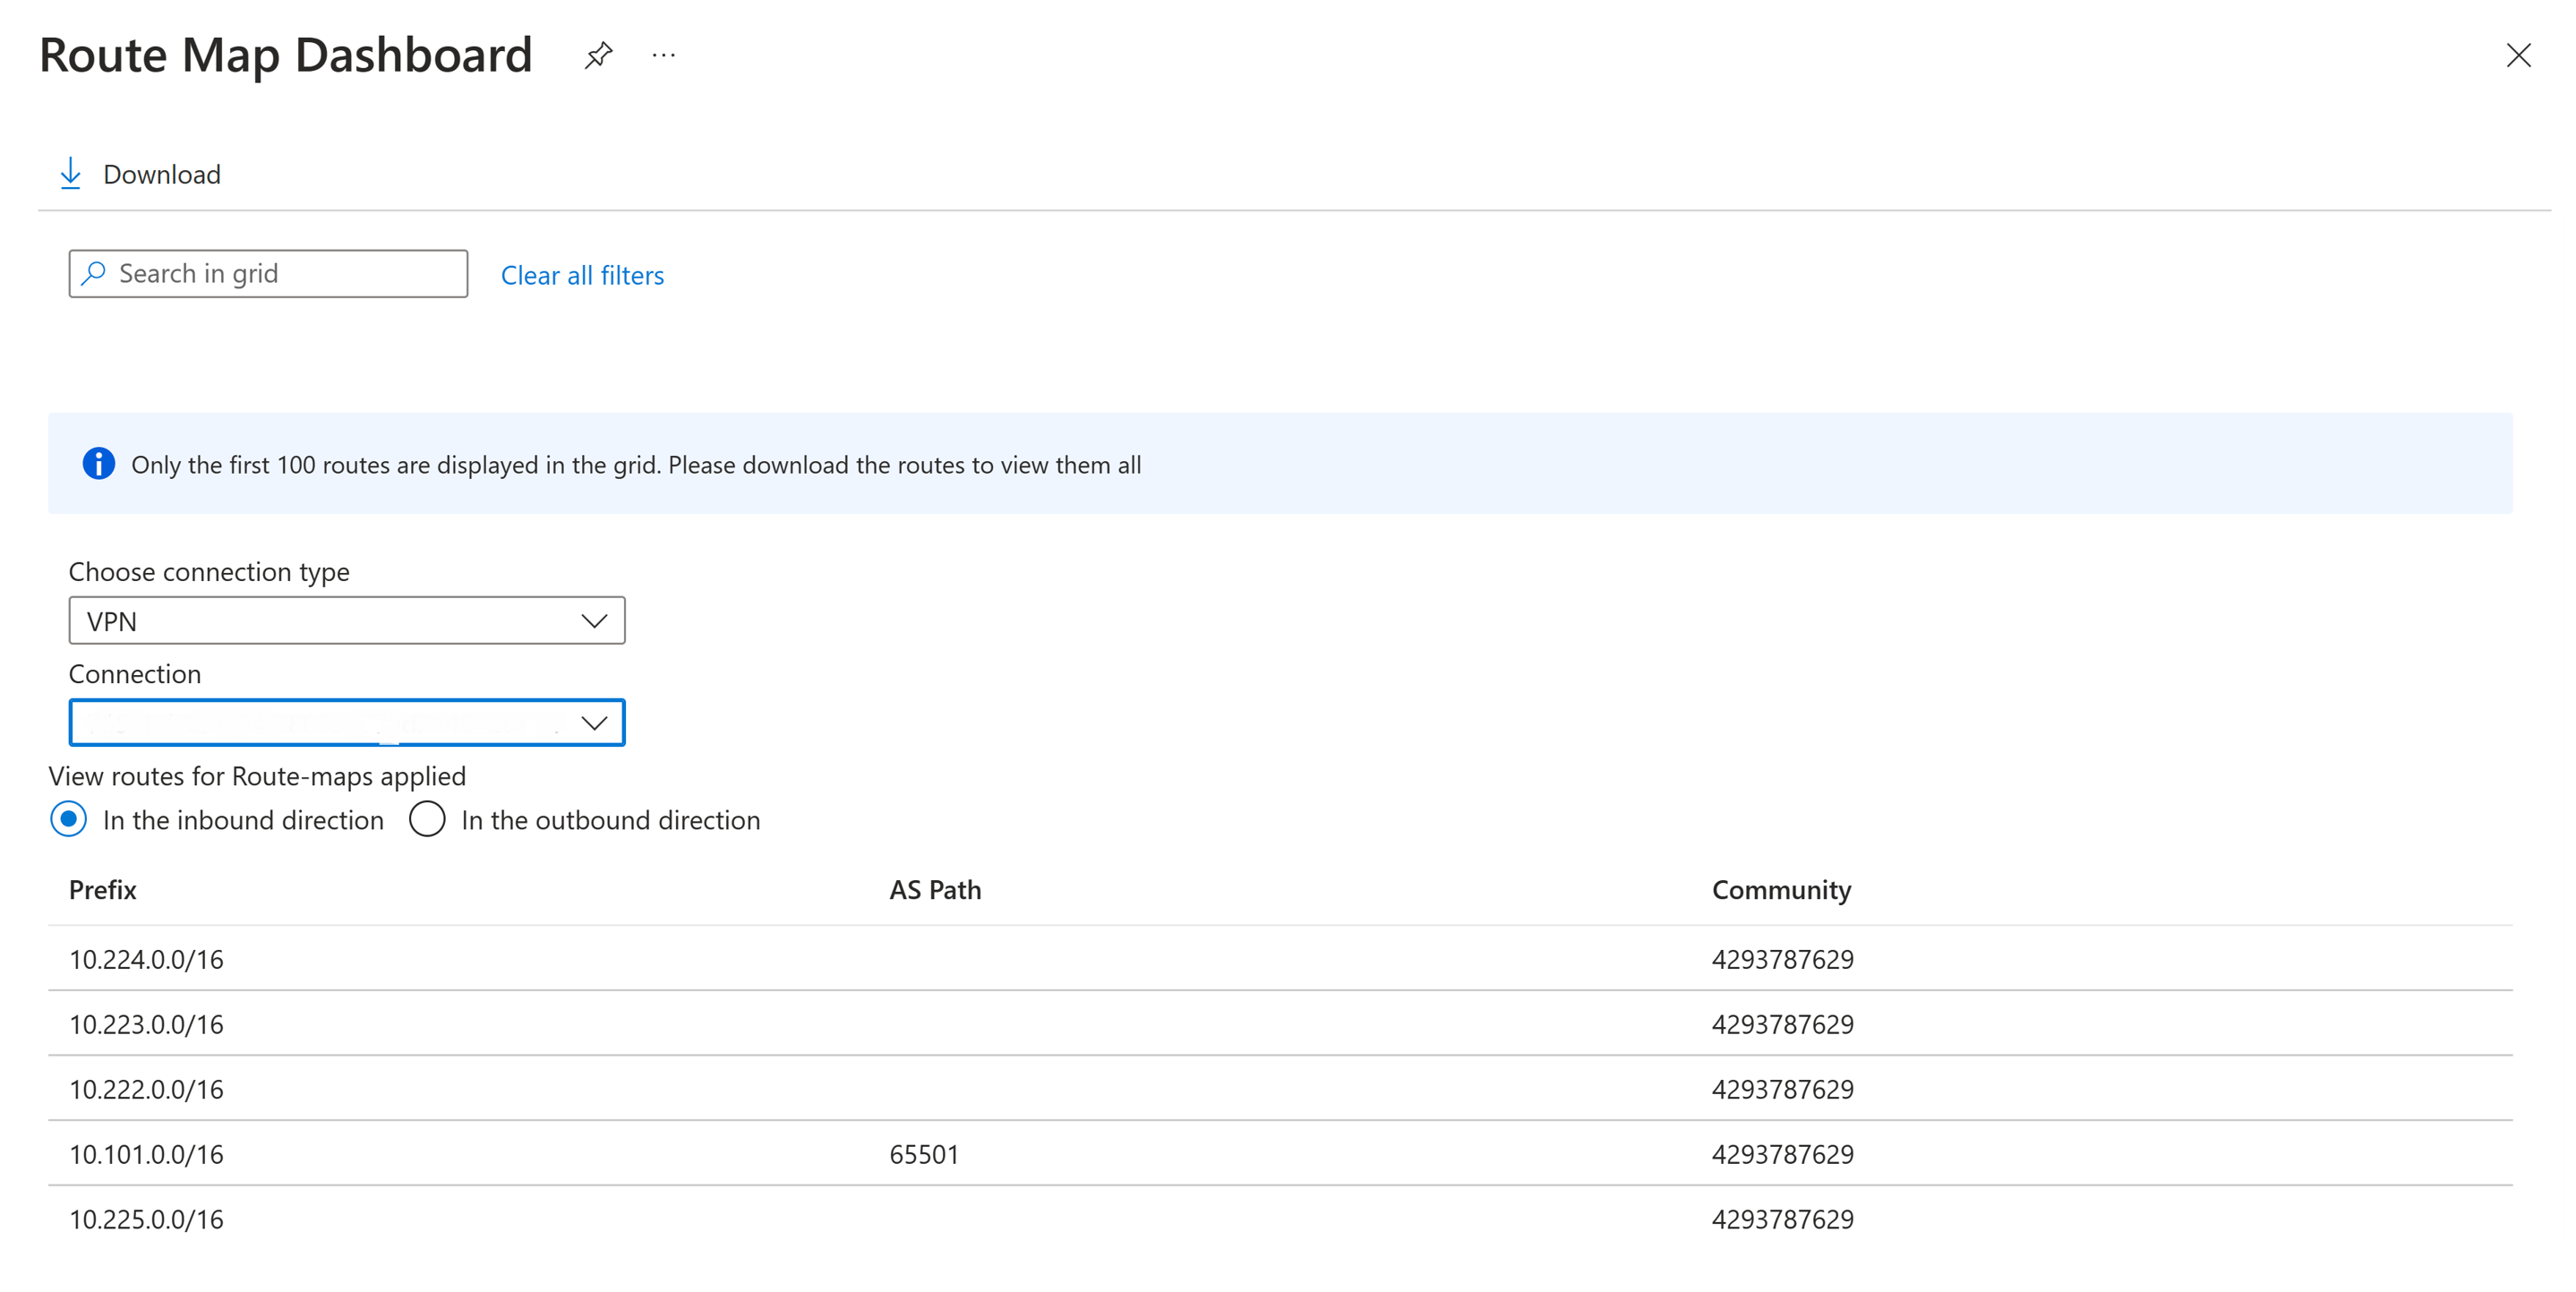 Route Map Dashboard
Download
Search in grid Clear all filters
Only the first 100 routes are displayed in the grid. Please download the routes to view them all
Choose connection type
VPN
Connection
View routes for Route-maps applied
In the inbound direction In the outbound direction
Prefix AS Path Community
10.224.0.0/16 4293787629
10.223.0.0/16 4293787629
10.222.0.0/16 4293787629
10.101.0.0/16 65501 4293787629
10.225.0.0/16 4293787629